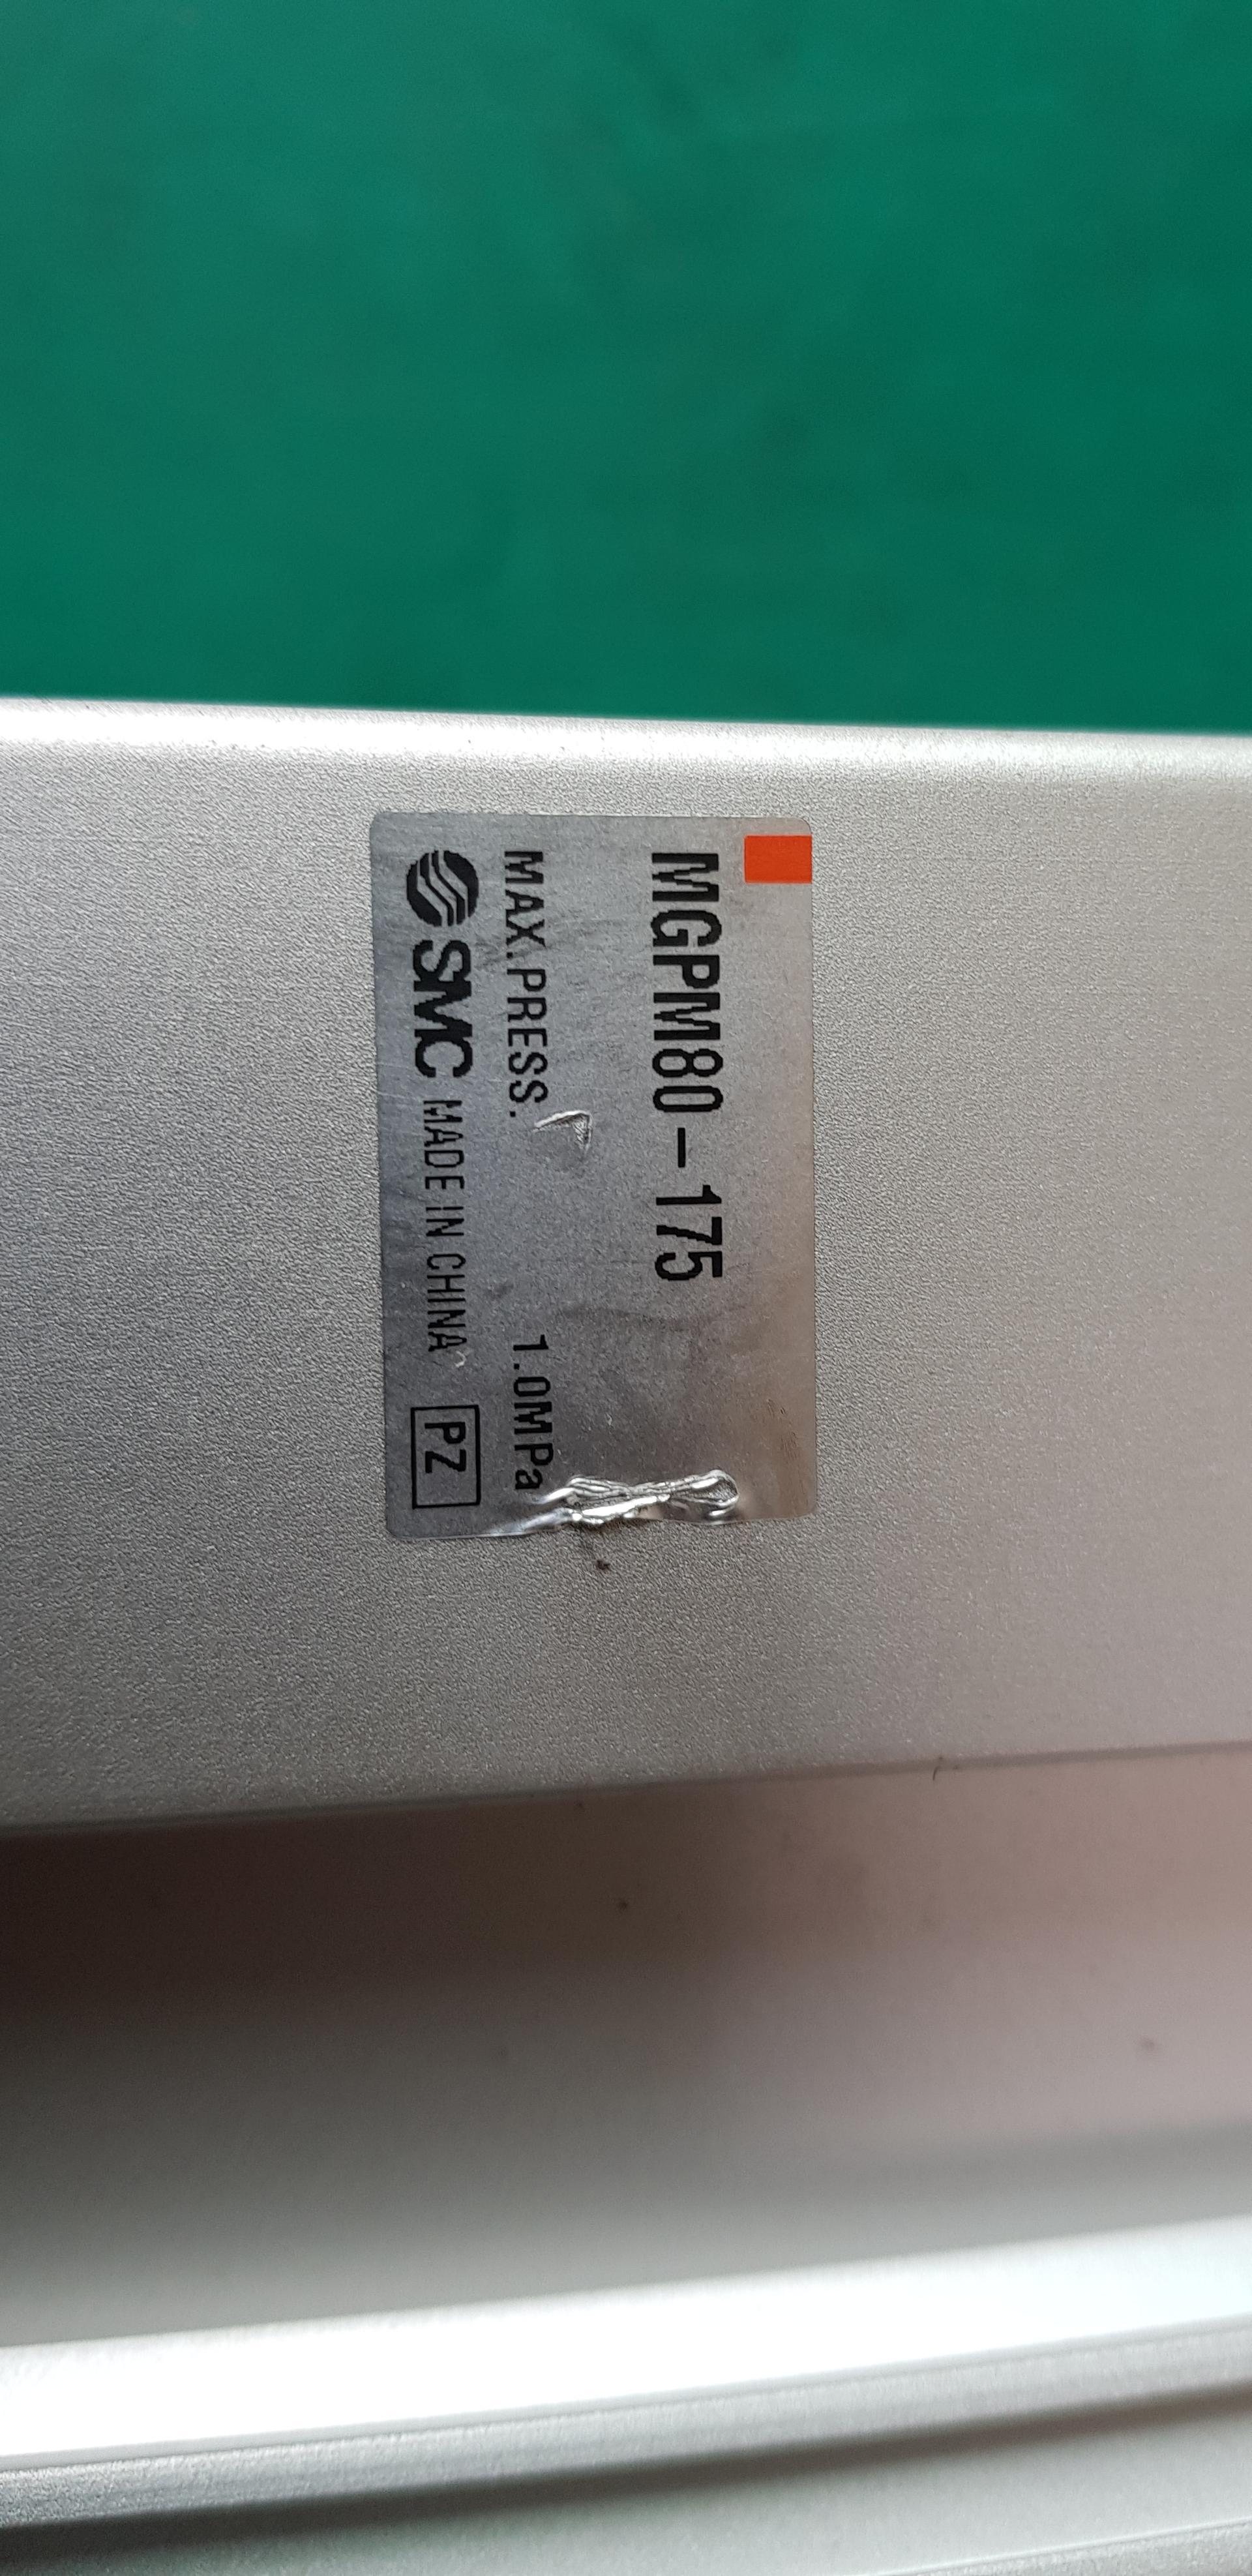 MGPM80-175
MAX.PRESS. 1.0MPa
SMC MADE IN CHINA PZ